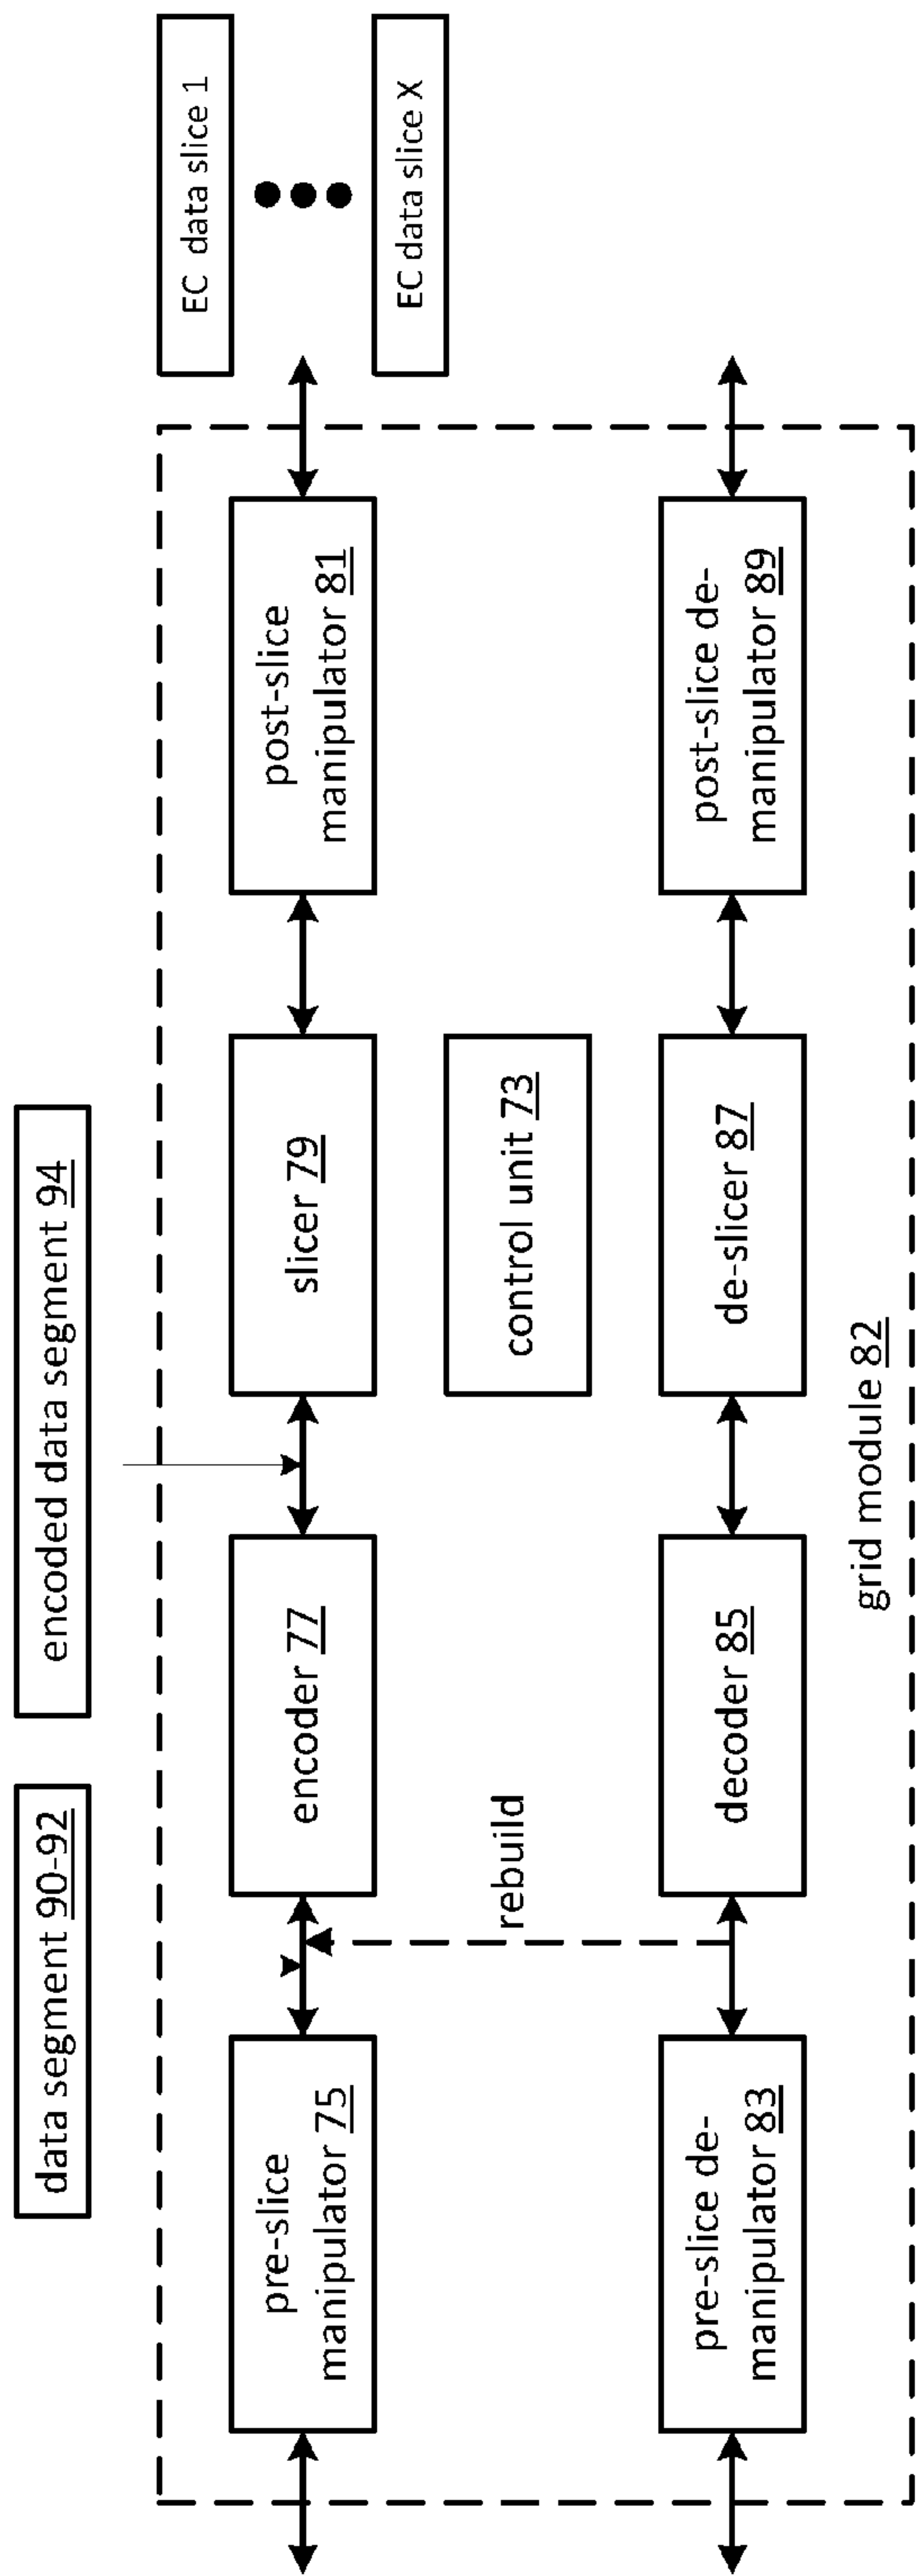 data segment 90-92
encoded data segment 94
EC data slice 1
EC data slice X
pre-slice
manipulator 75
encoder 77
slicer 79
post-slice
manipulator 81
rebuild
control unit 73
pre-slice de-
manipulator 83
decoder 85
de-slicer 87
post-slice de-
manipulator 89
grid module 82